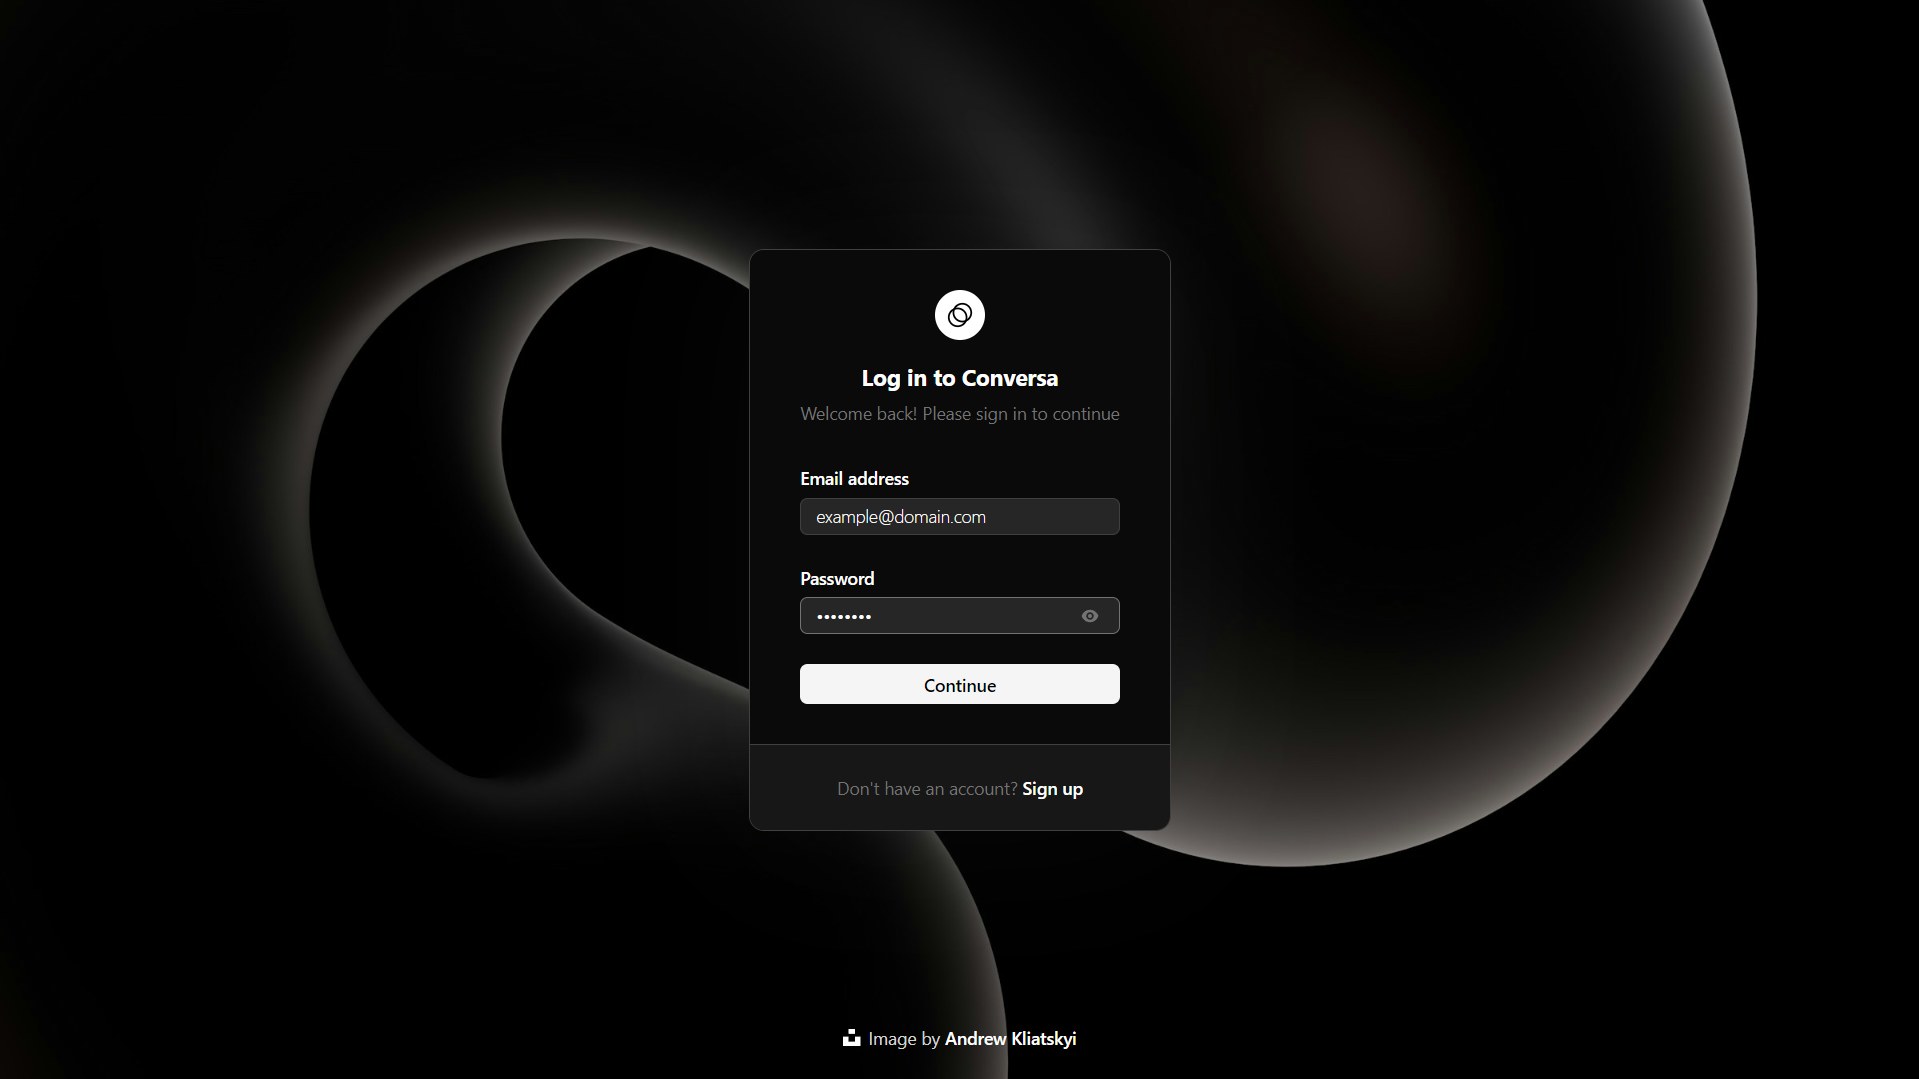 Log in to Conversa
Welcome back! Please sign in to continue
Email address
example@domain.com
Password
••••••••
Continue
Don't have an account? Sign up
Image by Andrew Kliatskyi